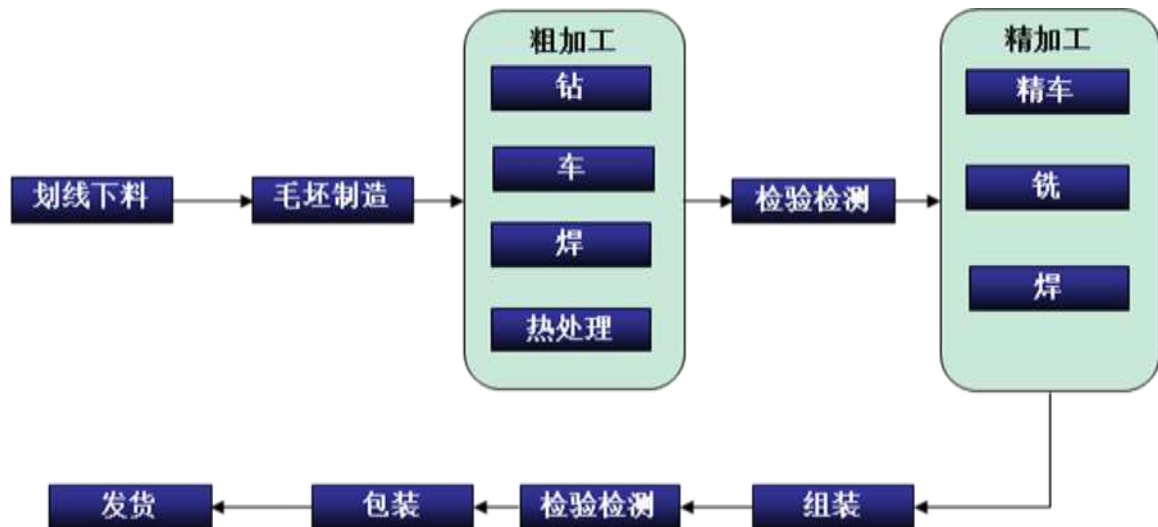 粗加工
钻
车
焊
热处理
精加工
精车
铣
焊
划线下料
毛坯制造
检验检测
发货
包装
检验检测
组装